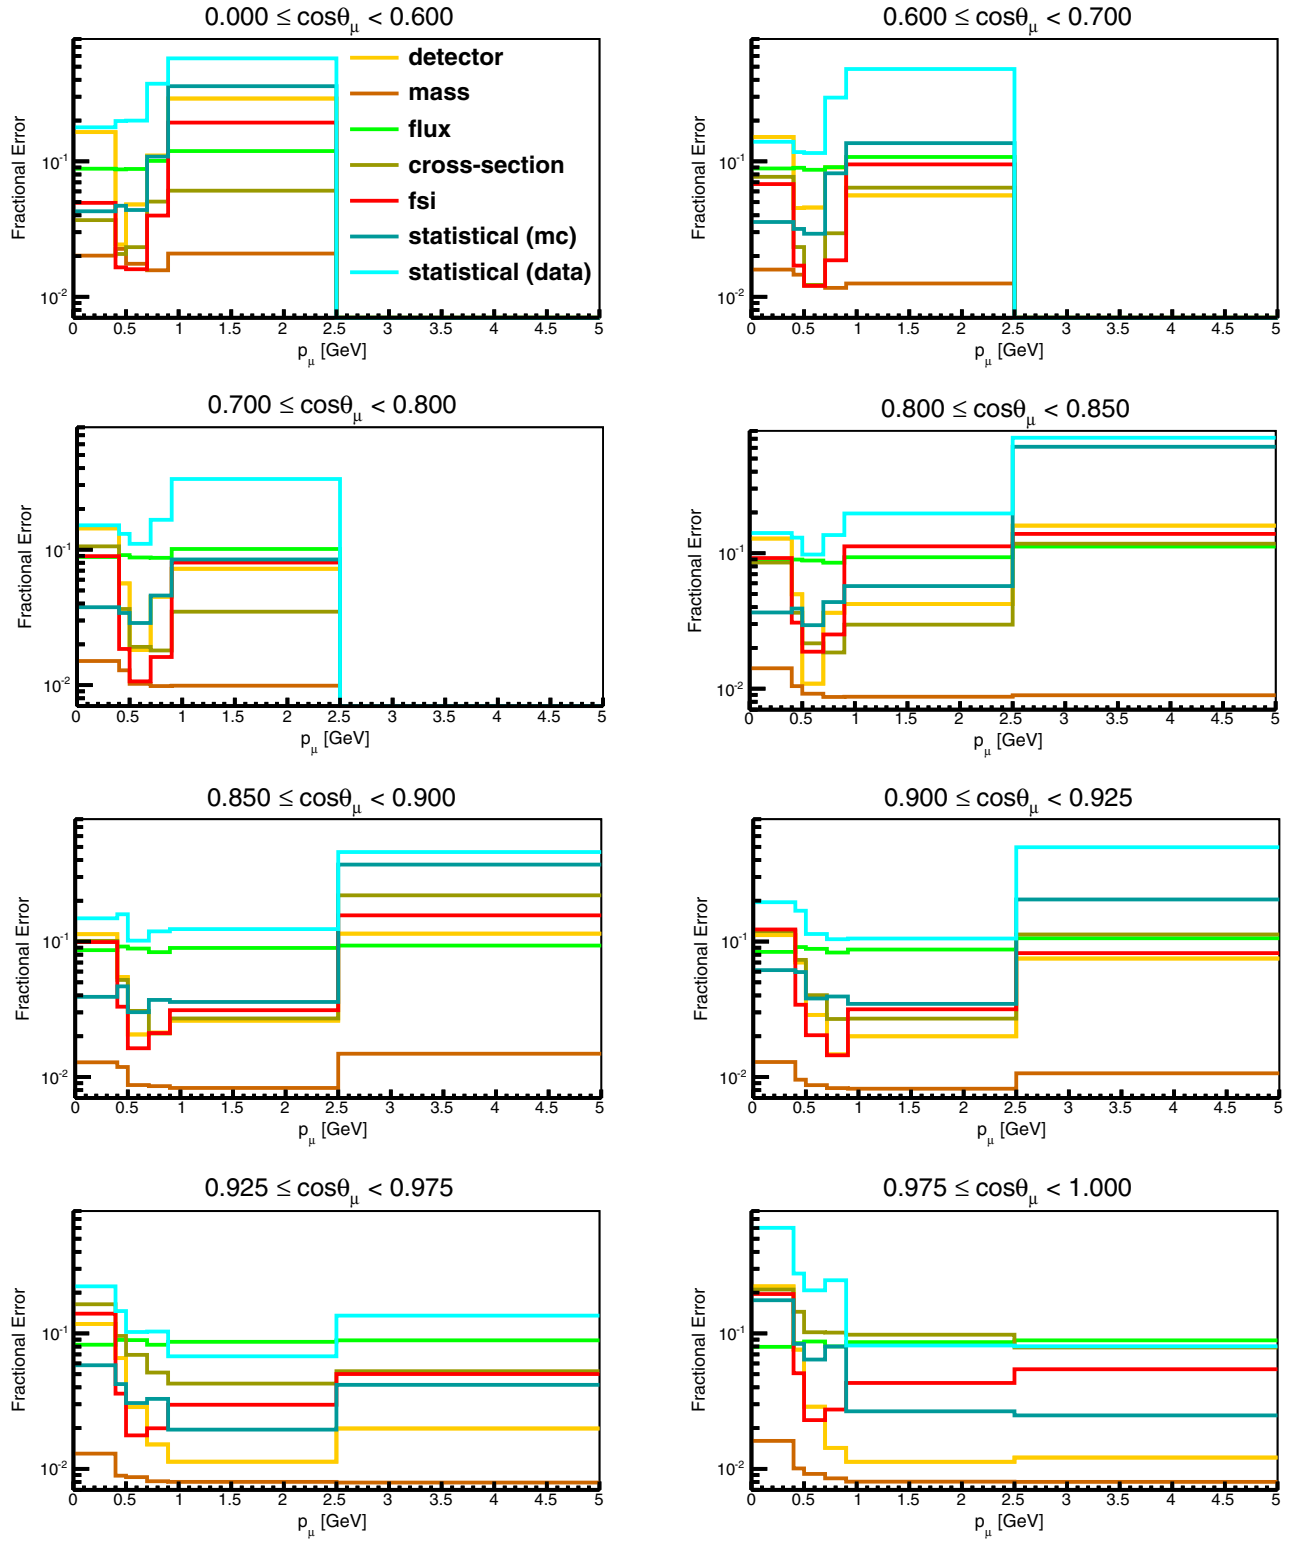 0.000 ≤ cosθμ < 0.600
Fractional Error
10⁻¹
10⁻²
detector
mass
flux
cross-section
fsi
statistical (mc)
statistical (data)
0 0.5 1 1.5 2 2.5 3 3.5 4 4.5 5
pμ [GeV]
0.600 ≤ cosθμ < 0.700
Fractional Error
10⁻¹
10⁻²
0 0.5 1 1.5 2 2.5 3 3.5 4 4.5 5
pμ [GeV]
0.700 ≤ cosθμ < 0.800
Fractional Error
10⁻¹
10⁻²
0 0.5 1 1.5 2 2.5 3 3.5 4 4.5 5
pμ [GeV]
0.800 ≤ cosθμ < 0.850
Fractional Error
10⁻¹
10⁻²
0 0.5 1 1.5 2 2.5 3 3.5 4 4.5 5
pμ [GeV]
0.850 ≤ cosθμ < 0.900
Fractional Error
10⁻¹
10⁻²
0 0.5 1 1.5 2 2.5 3 3.5 4 4.5 5
pμ [GeV]
0.900 ≤ cosθμ < 0.925
Fractional Error
10⁻¹
10⁻²
0 0.5 1 1.5 2 2.5 3 3.5 4 4.5 5
pμ [GeV]
0.925 ≤ cosθμ < 0.975
Fractional Error
10⁻¹
10⁻²
0 0.5 1 1.5 2 2.5 3 3.5 4 4.5 5
pμ [GeV]
0.975 ≤ cosθμ < 1.000
Fractional Error
10⁻¹
10⁻²
0 0.5 1 1.5 2 2.5 3 3.5 4 4.5 5
pμ [GeV]